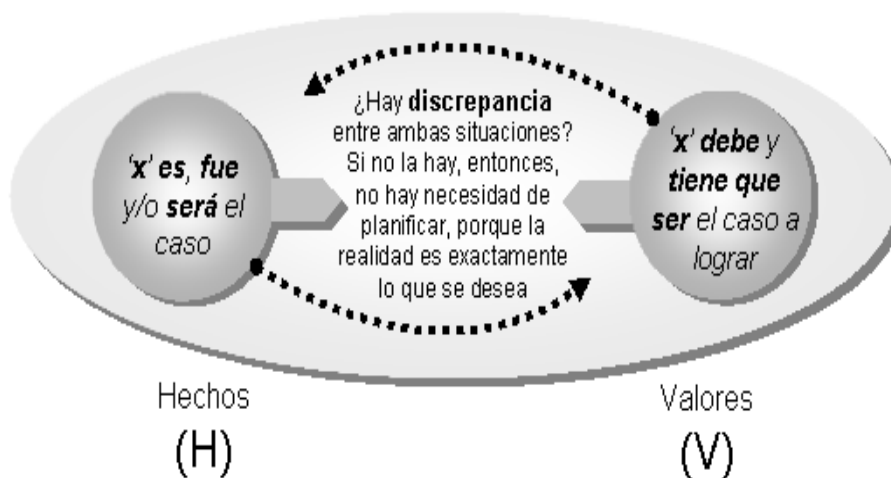 'x' es, fue
y/o será el
caso
¿Hay discrepancia
entre ambas situaciones?
Si no la hay, entonces,
no hay necesidad de
planificar, porque la
realidad es exactamente
lo que se desea
'x' debe y
tiene que
ser el caso a
lograr
Hechos
(H)
Valores
(V)